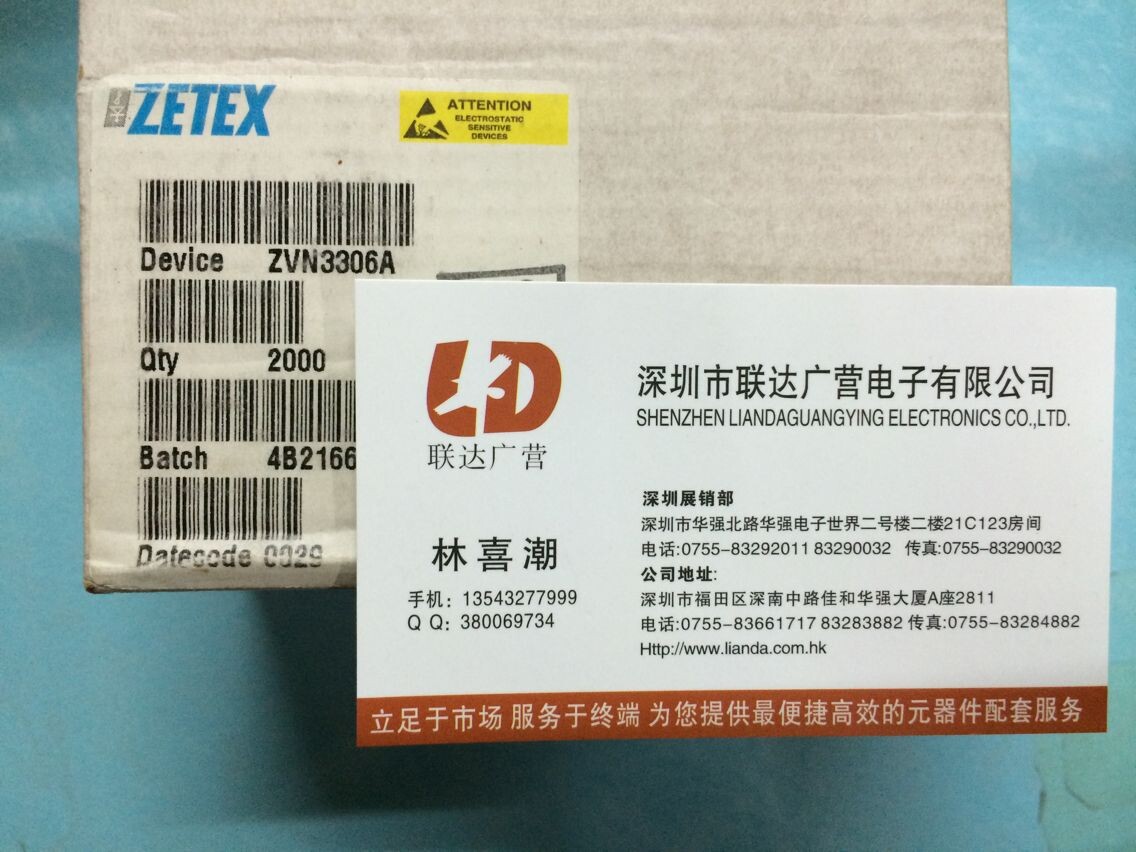 ZETEX
ATTENTION
ELECTROSTATIC
SENSITIVE
DEVICES
Device ZVN3306A
Qty 2000
Batch 4B2166
Datecode 0029
LD
联达广营
深圳市联达广营电子有限公司
SHENZHEN LIANDAGUANGYING ELECTRONICS CO.,LTD.
林喜潮
手机：13543277999
Q Q：380069734
深圳展销部
深圳市华强北路华强电子世界二号楼二楼21C123房间
电话:0755-83292011 83290032 传真:0755-83290032
公司地址:
深圳市福田区深南中路佳和华强大厦A座2811
电话:0755-83661717 83283882 传真:0755-83284882
Http://www.lianda.com.hk
立足于市场 服务于终端 为您提供最便捷高效的元器件配套服务